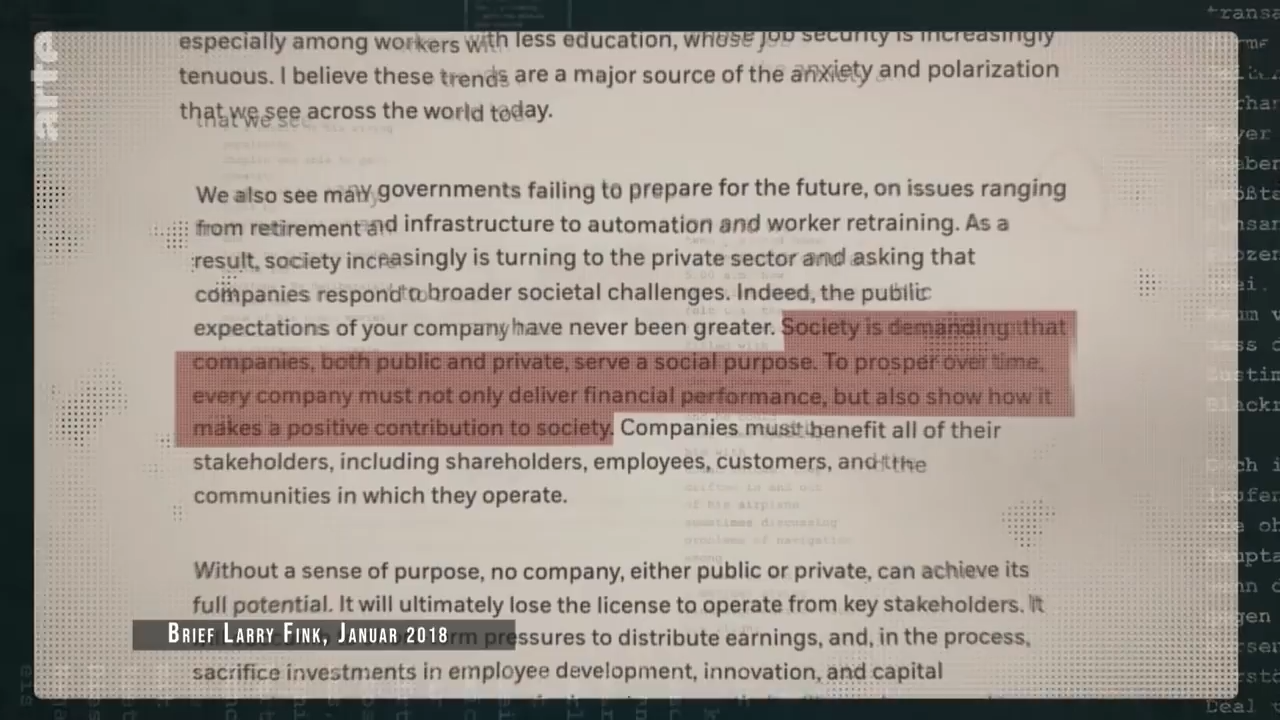 arte
especially among workers with less education, whose job security is increasingly
tenuous. I believe these trends are a major source of the anxiety and polarization
that we see across the world today.
We also see many governments failing to prepare for the future, on issues ranging
from retirement and infrastructure to automation and worker retraining. As a
result, society increasingly is turning to the private sector and asking that
companies respond to broader societal challenges. Indeed, the public
expectations of your company have never been greater. Society is demanding that
companies, both public and private, serve a social purpose. To prosper over time,
every company must not only deliver financial performance, but also show how it
makes a positive contribution to society. Companies must benefit all of their
stakeholders, including shareholders, employees, customers, and the
communities in which they operate.
Without a sense of purpose, no company, either public or private, can achieve its
full potential. It will ultimately lose the license to operate from key stakeholders. It
pressures to distribute earnings, and, in the process,
sacrifice investments in employee development, innovation, and capital
Brief Larry Fink, Januar 2018
of his airplane
sometimes discussing
problems of navigation
Deal